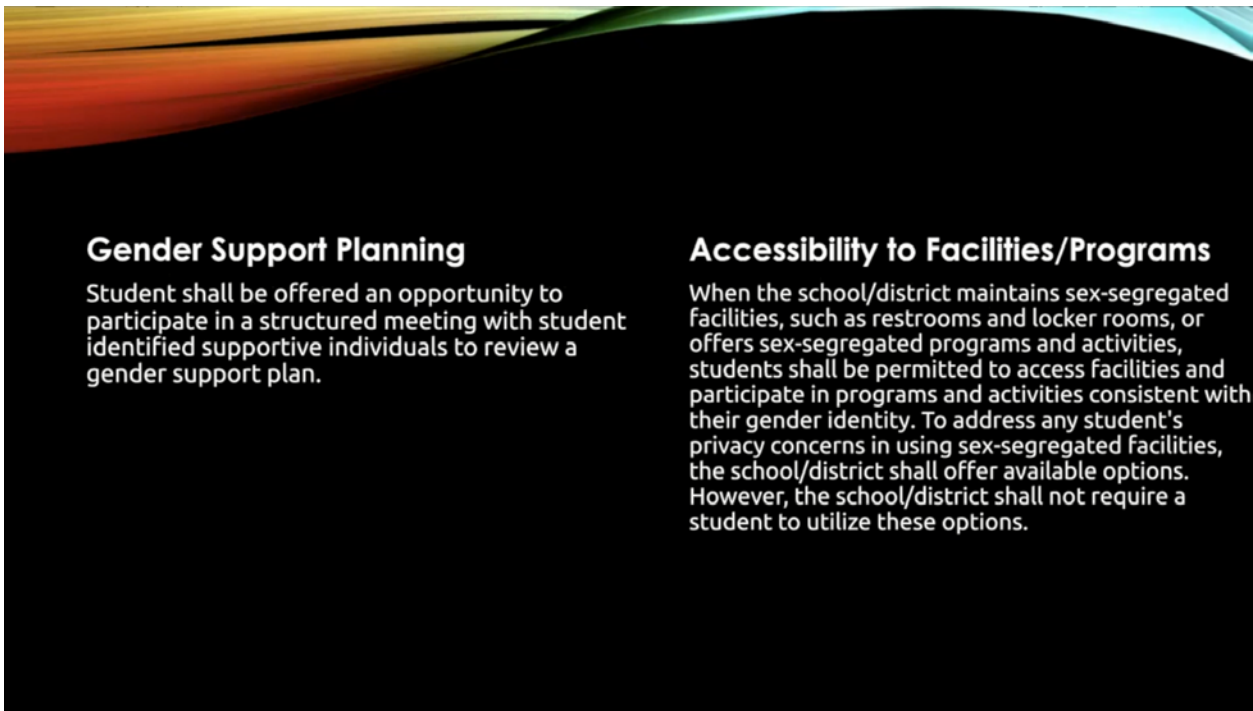 Gender Support Planning
Student shall be offered an opportunity to
participate in a structured meeting with student
identified supportive individuals to review a
gender support plan.
Accessibility to Facilities/Programs
When the school/district maintains sex-segregated
facilities, such as restrooms and locker rooms, or
offers sex-segregated programs and activities,
students shall be permitted to access facilities and
participate in programs and activities consistent with
their gender identity. To address any student's
privacy concerns in using sex-segregated facilities,
the school/district shall offer available options.
However, the school/district shall not require a
student to utilize these options.